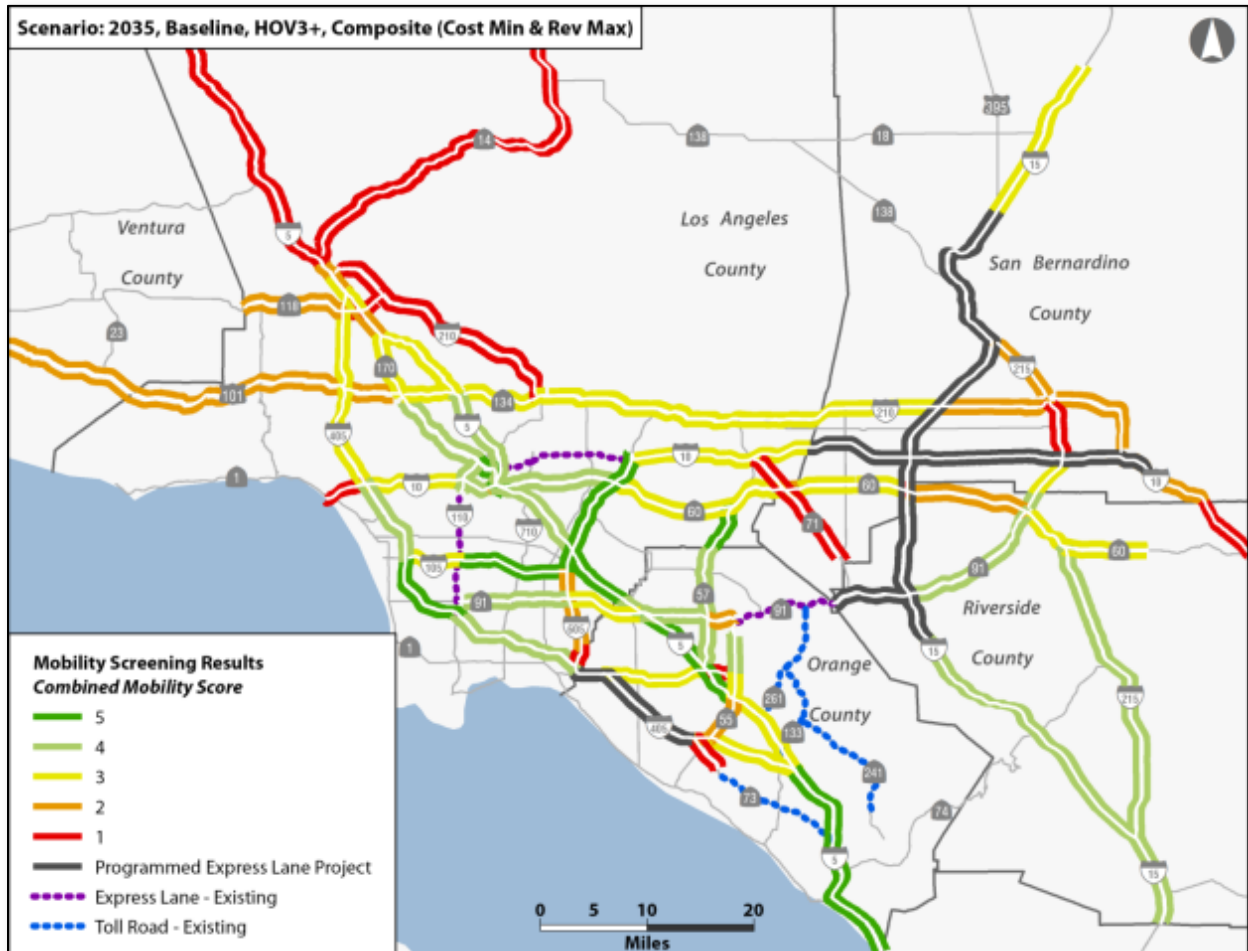 Scenario: 2035, Baseline, HOV3+, Composite (Cost Min & Rev Max)
395
14
138
18
15
138
Ventura
County
Los Angeles
County
San Bernardino
County
5
118
23
210
170
215
101
134
5
210
405
1
10
10
60
10
110
60
71
710
105
91
60
57
91
605
91
Riverside
County
5
1
15
Orange
County
261
55
405
133
215
241
73
74
5
15
Mobility Screening Results
Combined Mobility Score
5
4
3
2
1
Programmed Express Lane Project
Express Lane - Existing
Toll Road - Existing
0 5 10 20
Miles